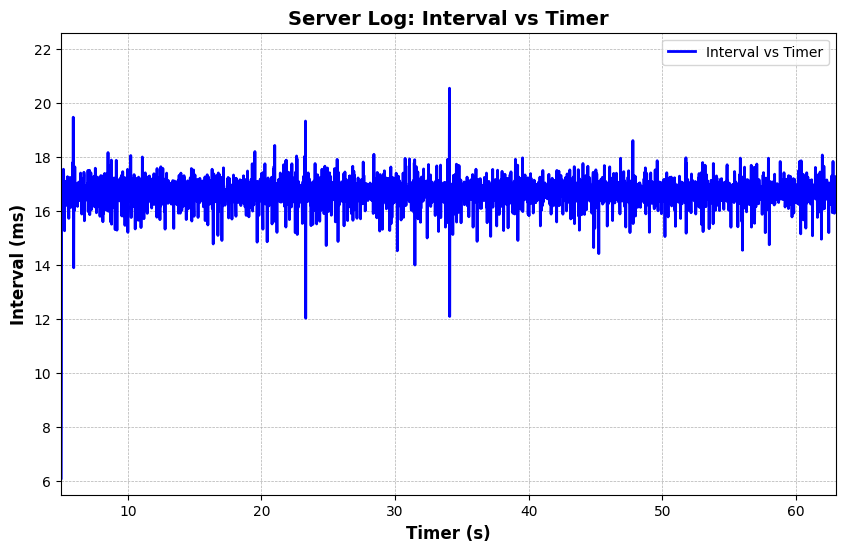 Server Log: Interval vs Timer
Interval vs Timer
22
20
18
16
14
12
10
8
6
Interval (ms)
10 20 30 40 50 60
Timer (s)